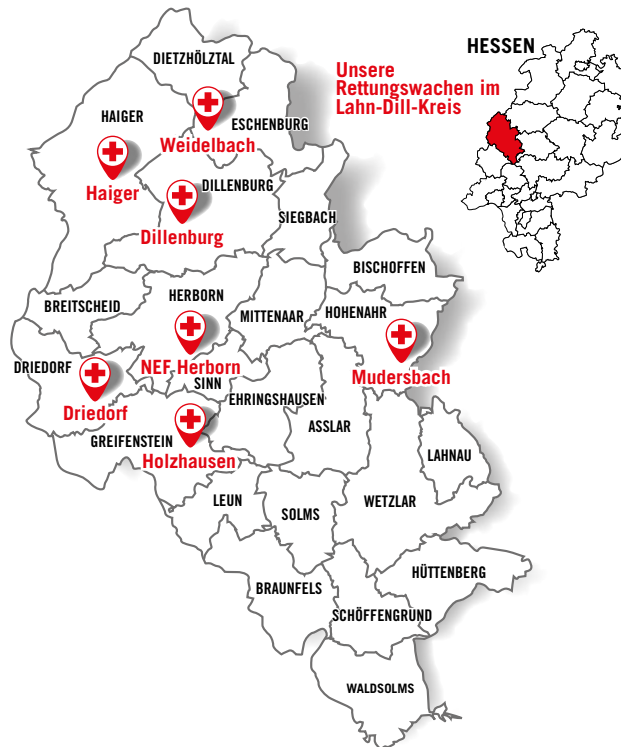 DIETZHÖLZTAL
HESSEN
Unsere
Rettungswachen im
Lahn-Dill-Kreis
HAIGER
ESCHENBURG
Weidelbach
Haiger
DILLENBURG
Dillenburg
SIEGBACH
BISCHOFFEN
BREITSCHEID
HERBORN
MITTENAAR
HOHENAHR
NEF Herborn
Mudersbach
DRIEDORF
SINN
Driedorf
EHRINGSHAUSEN
ASSLAR
GREIFENSTEIN
Holzhausen
LAHNAU
LEUN
SOLMS
WETZLAR
HÜTTENBERG
BRAUNFELS
SCHÖFFENGRUND
WALDSOLMS